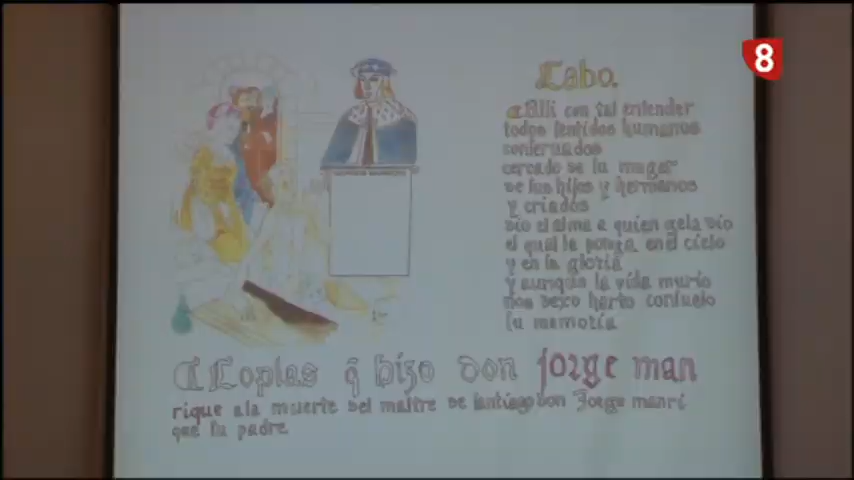 8
Cabo.
Assi con tal entender
todos sentidos humanos
conseruados
cercado de su muger
de sus hijos y hermanos
y criados
dio el alma a quien gela dio
el qual la ponga en el cielo
y en la gloria
y aunque la vida murio
nos dexo harto consuelo
su memoria
Coplas q̃ hizo don Jorge man
rique a la muerte del maestre de santiago don Jorge manri
que su padre